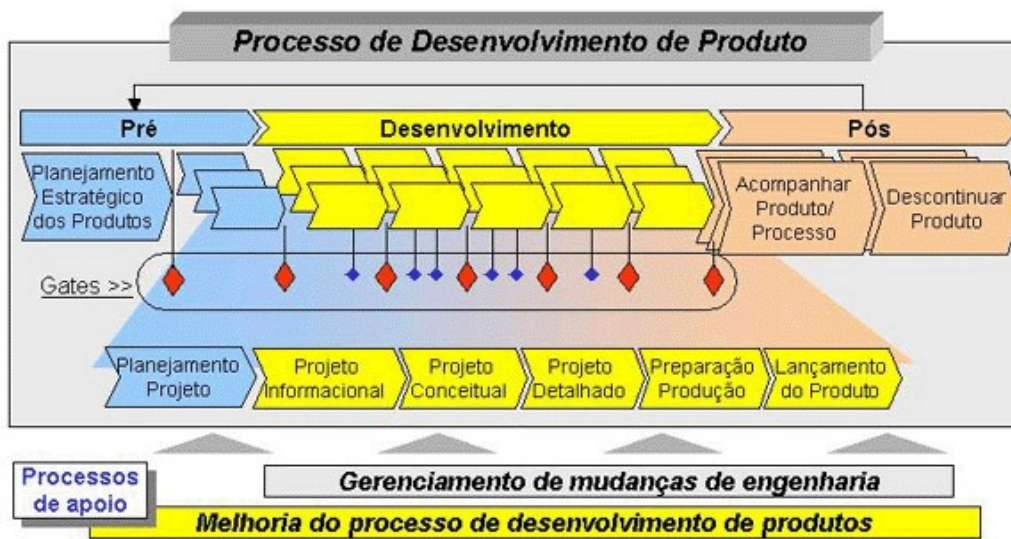 Processo de Desenvolvimento de Produto
Pré
Desenvolvimento
Pós
Planejamento
Estratégico
dos Produtos
Acompanhar
Produto/
Processo
Descontinuar
Produto
Gates >>
Planejamento
Projeto
Projeto
Informacional
Projeto
Conceitual
Projeto
Detalhado
Preparação
Produção
Lançamento
do Produto
Processos
de apoio
Gerenciamento de mudanças de engenharia
Melhoria do processo de desenvolvimento de produtos